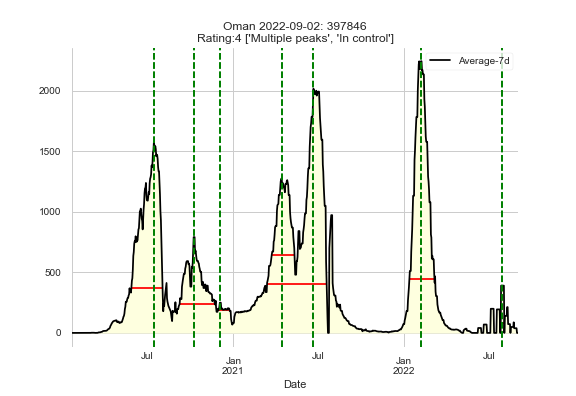 Oman 2022-09-02: 397846
Rating:4 ['Multiple peaks', 'In control']
Average-7d
2000
1500
1000
500
0
Jul
Jan
2021
Jul
Jan
2022
Jul
Date